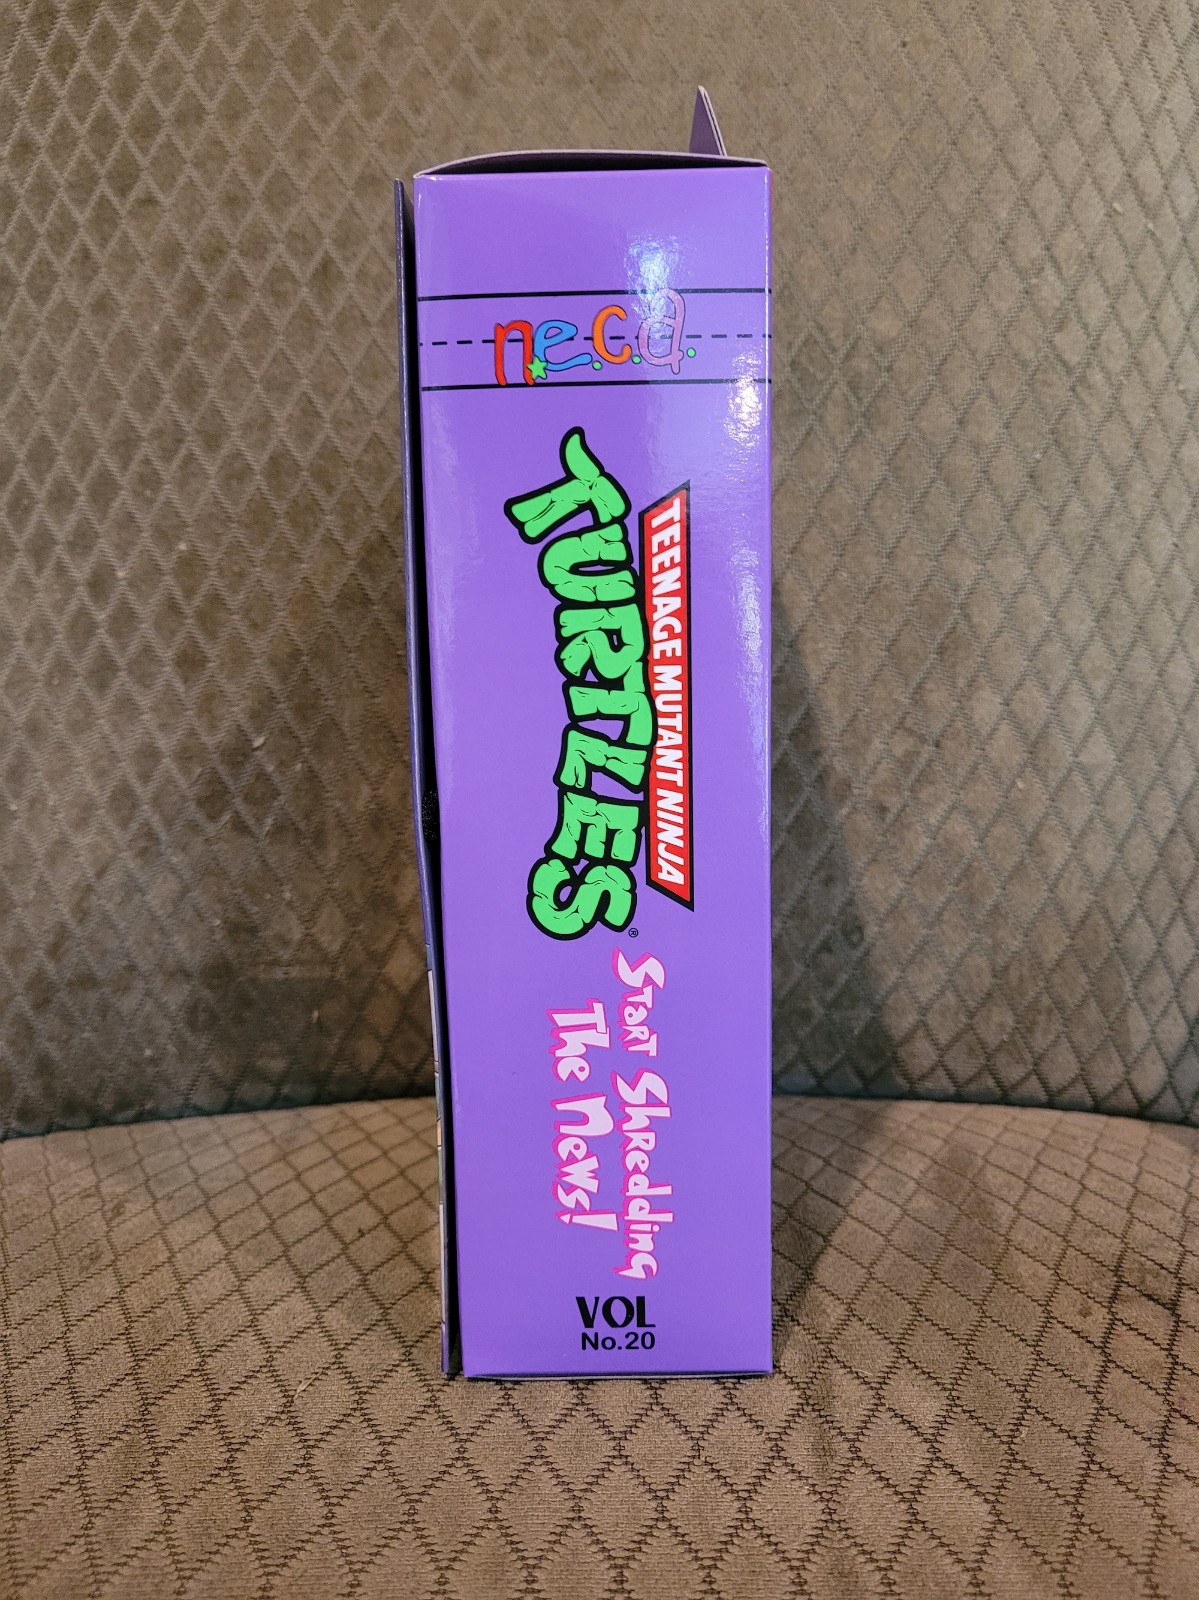 n.e.c.a.
TEENAGE MUTANT NINJA
TURTLES®
START SHREDDING
THE NEWS!
VOL
No.20